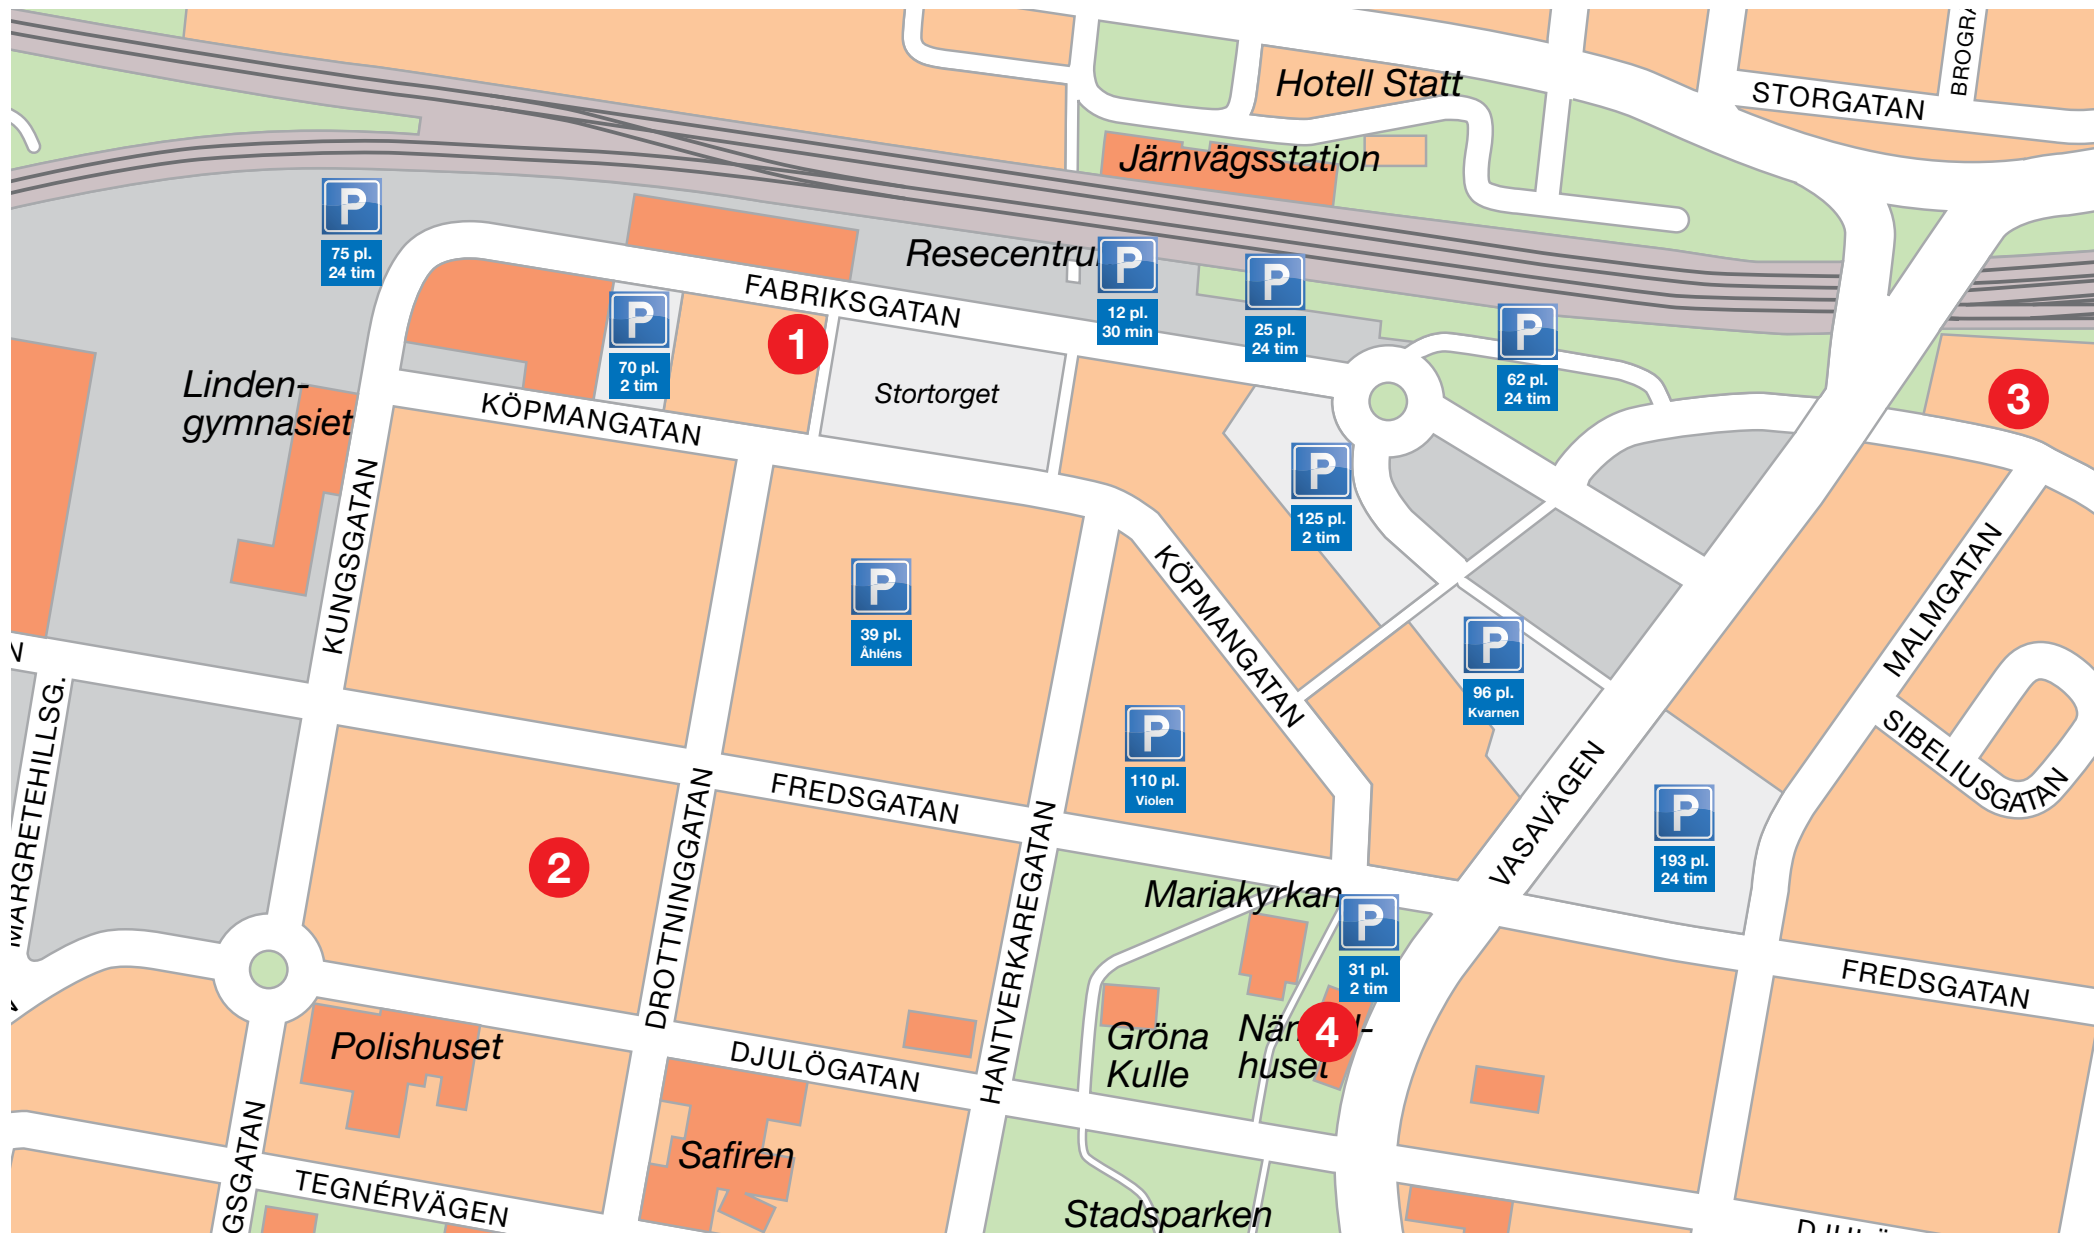 BROGRA
Hotell Statt
STORGATAN
Järnvägsstation
P
75 pl.
24 tim
Resecentru
P
12 pl.
30 min
P
25 pl.
24 tim
FABRIKSGATAN
P
70 pl.
2 tim
1
P
62 pl.
24 tim
3
Linden-
gymnasiet
Stortorget
KÖPMANGATAN
P
125 pl.
2 tim
KUNGSGATAN
P
39 pl.
Åhléns
KÖPMANGATAN
MALMGATAN
P
96 pl.
Kvarnen
N
MARGRETEHILLSG.
P
110 pl.
Violen
SIBELIUSGATAN
FREDSGATAN
VASAVÄGEN
P
193 pl.
24 tim
2
DROTTNINGGATAN
HANTVERKAREGATAN
Mariakyrkan
P
31 pl.
2 tim
FREDSGATAN
Polishuset
DJULÖGATAN
Gröna
Kulle
4
huset
GSGATAN
Safiren
TEGNÉRVÄGEN
Stadsparken